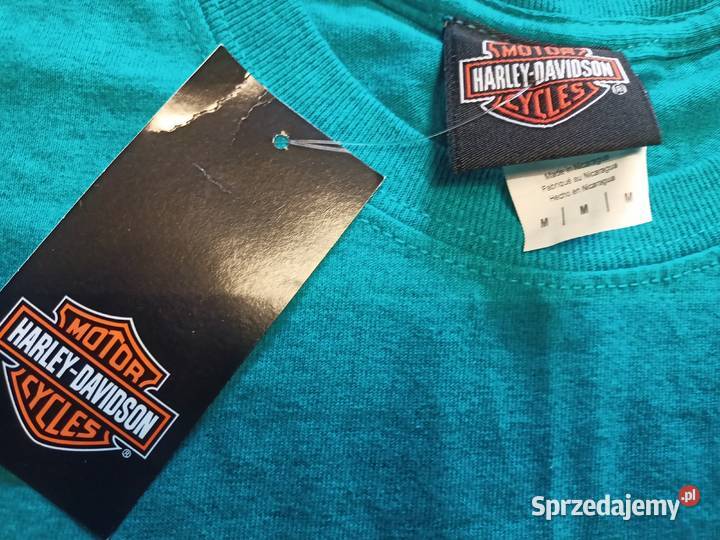 MOTOR
HARLEY-DAVIDSON
CYCLES
®
Made in Nicaragua
Fabriqué au Nicaragua
Hecho en Nicaragua
M | M | M
MOTOR
HARLEY-DAVIDSON
CYCLES
®
Sprzedajemy.pl